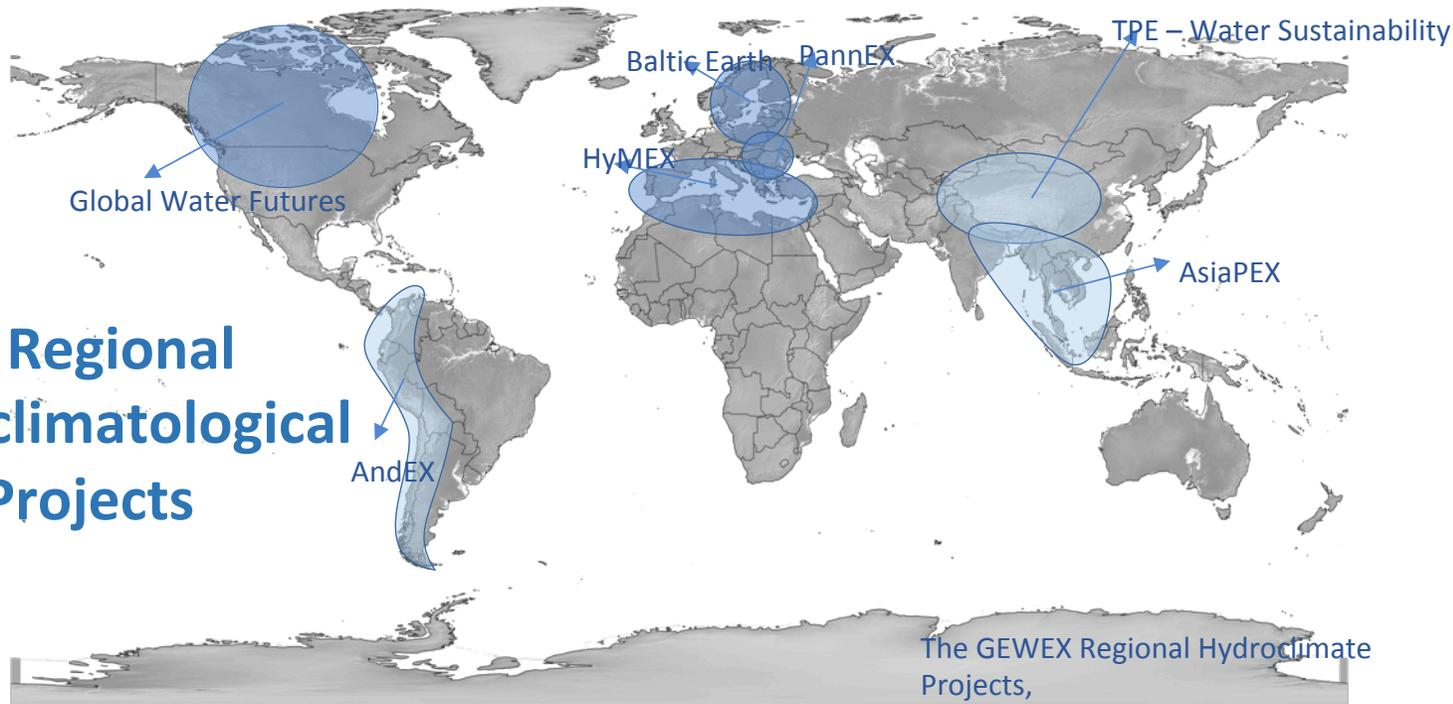 TPE – Water Sustainability
Baltic Earth
PannEX
HyMEX
Global Water Futures
AsiaPEX
Regional
climatological
Projects
AndEX
The GEWEX Regional Hydroclimate
Projects,